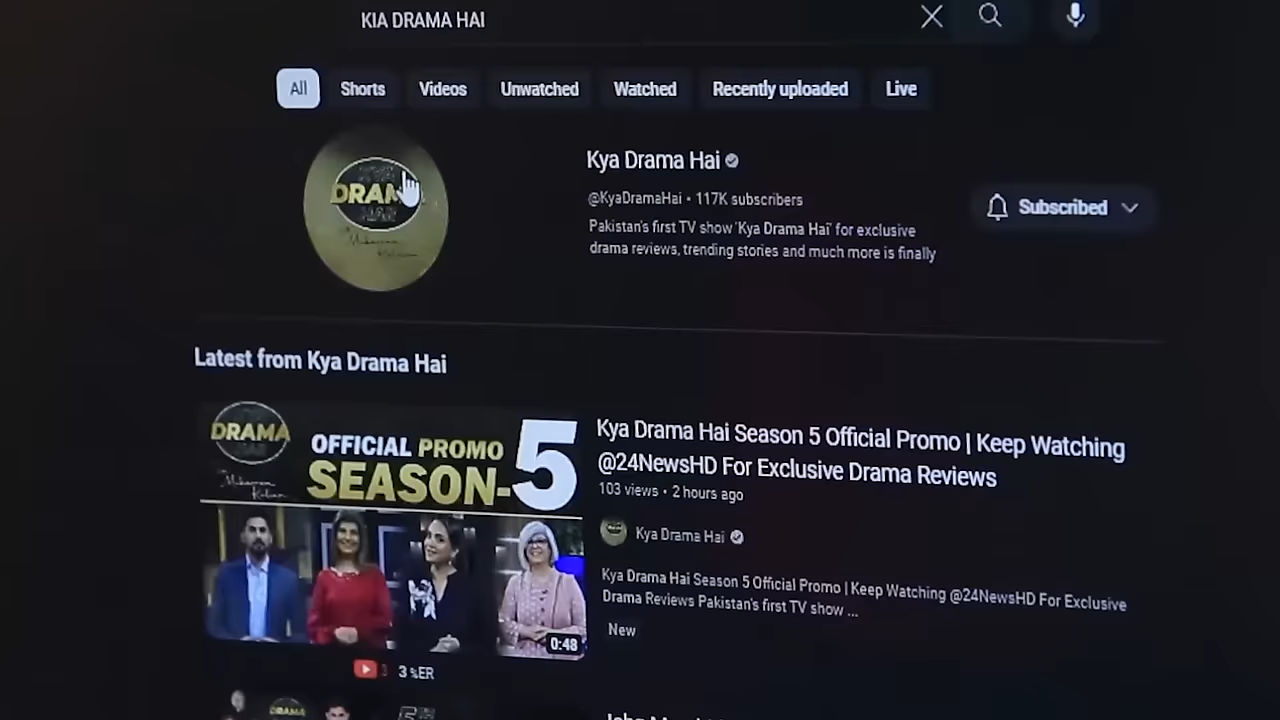 KIA DRAMA HAI
All Shorts Videos Unwatched Watched Recently uploaded Live
DRAMA
Kya Drama Hai
@KyaDramaHai • 117K subscribers
Pakistan's first TV show 'Kya Drama Hai' for exclusive
drama reviews, trending stories and much more is finally
Subscribed
Latest from Kya Drama Hai
DRAMA
OFFICIAL PROMO
SEASON-5
0:48
Kya Drama Hai Season 5 Official Promo | Keep Watching
@24NewsHD For Exclusive Drama Reviews
103 views • 2 hours ago
Kya Drama Hai
Kya Drama Hai Season 5 Official Promo | Keep Watching @24NewsHD For Exclusive
Drama Reviews Pakistan's first TV show ...
New
3 %ER
DRAMA